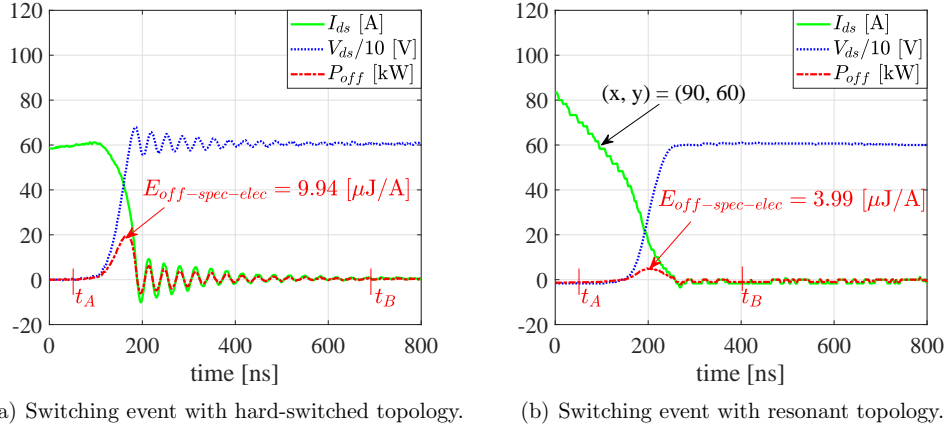 120
100
80
60
40
20
0
-20
0
200
400
600
800
time [ns]
I_ds [A]
V_ds/10 [V]
P_off [kW]
E_off−spec−elec = 9.94 [μJ/A]
t_A
t_B
a) Switching event with hard-switched topology.
120
100
80
60
40
20
0
-20
0
200
400
600
800
time [ns]
I_ds [A]
V_ds/10 [V]
P_off [kW]
(x, y) = (90, 60)
E_off−spec−elec = 3.99 [μJ/A]
t_A
t_B
(b) Switching event with resonant topology.